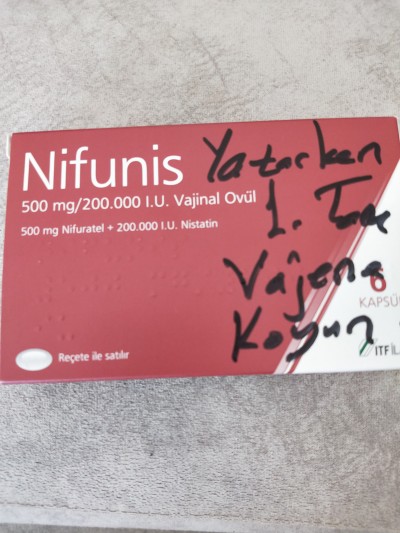 Nifunis
500 mg/200.000 I.U. Vajinal Ovül
500 mg Nifuratel + 200.000 I.U. Nistatin
Yatarken
1. Tane
Vâjena
Koyun
6
KAPSÜ
Reçete ile satılır
ITF İL